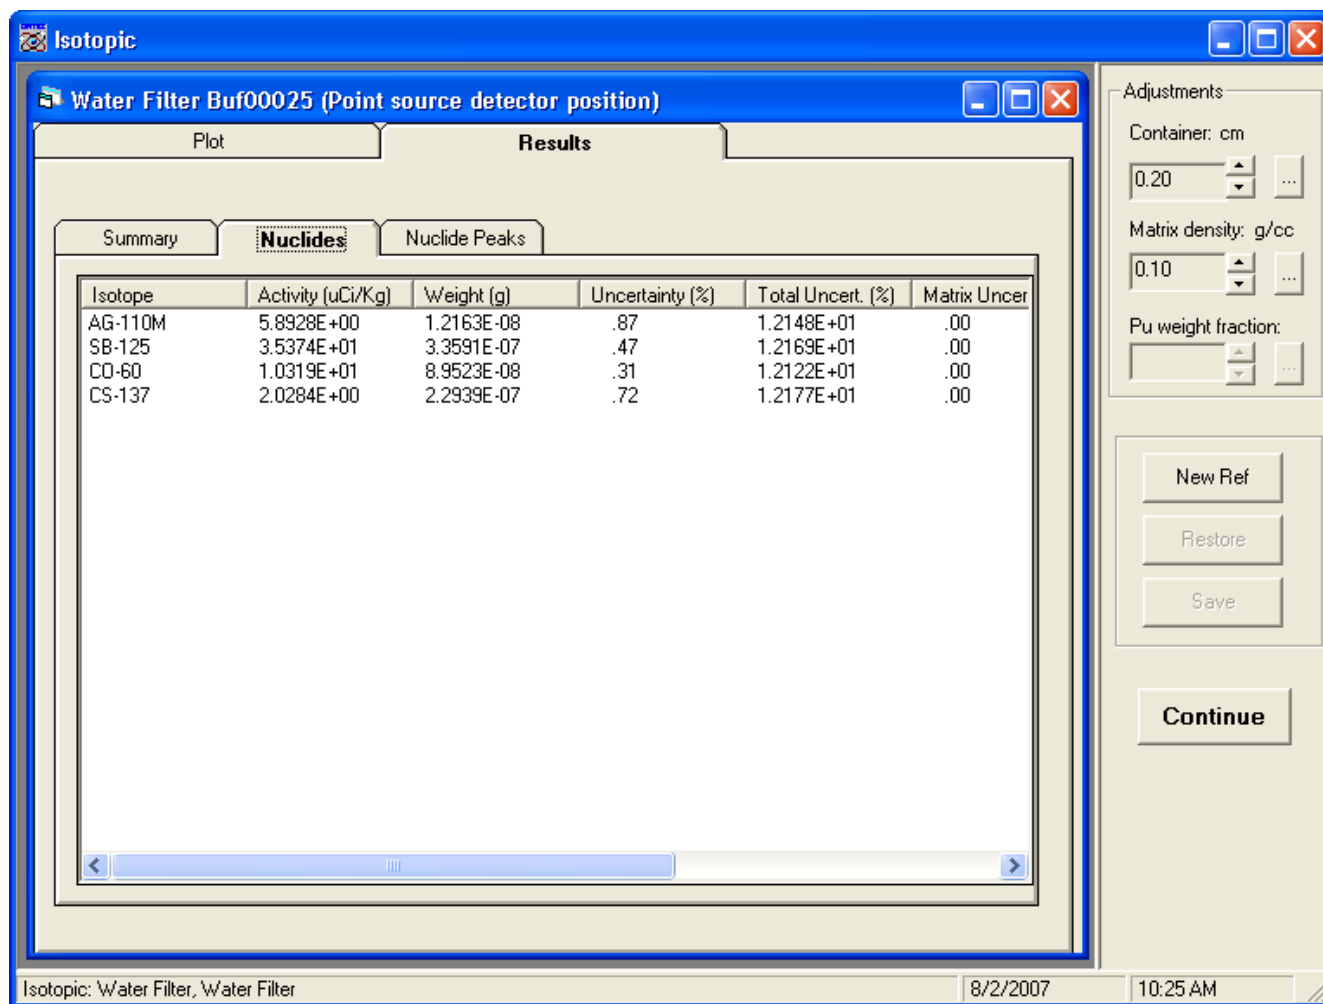 Isotopic
Water Filter Buf00025 (Point source detector position)
Plot Results
Summary Nuclides Nuclide Peaks
Isotope Activity (uCi/Kg) Weight (g) Uncertainty (%) Total Uncert. (%) Matrix Uncer
AG-110M 5.8928E+00 1.2163E-08 .87 1.2148E+01 .00
SB-125 3.5374E+01 3.3591E-07 .47 1.2169E+01 .00
CO-60 1.0319E+01 8.9523E-08 .31 1.2122E+01 .00
CS-137 2.0284E+00 2.2939E-07 .72 1.2177E+01 .00
Adjustments
Container: cm
0.20 ...
Matrix density: g/cc
0.10 ...
Pu weight fraction:
...
New Ref
Restore
Save
Continue
Isotopic: Water Filter, Water Filter 8/2/2007 10:25 AM